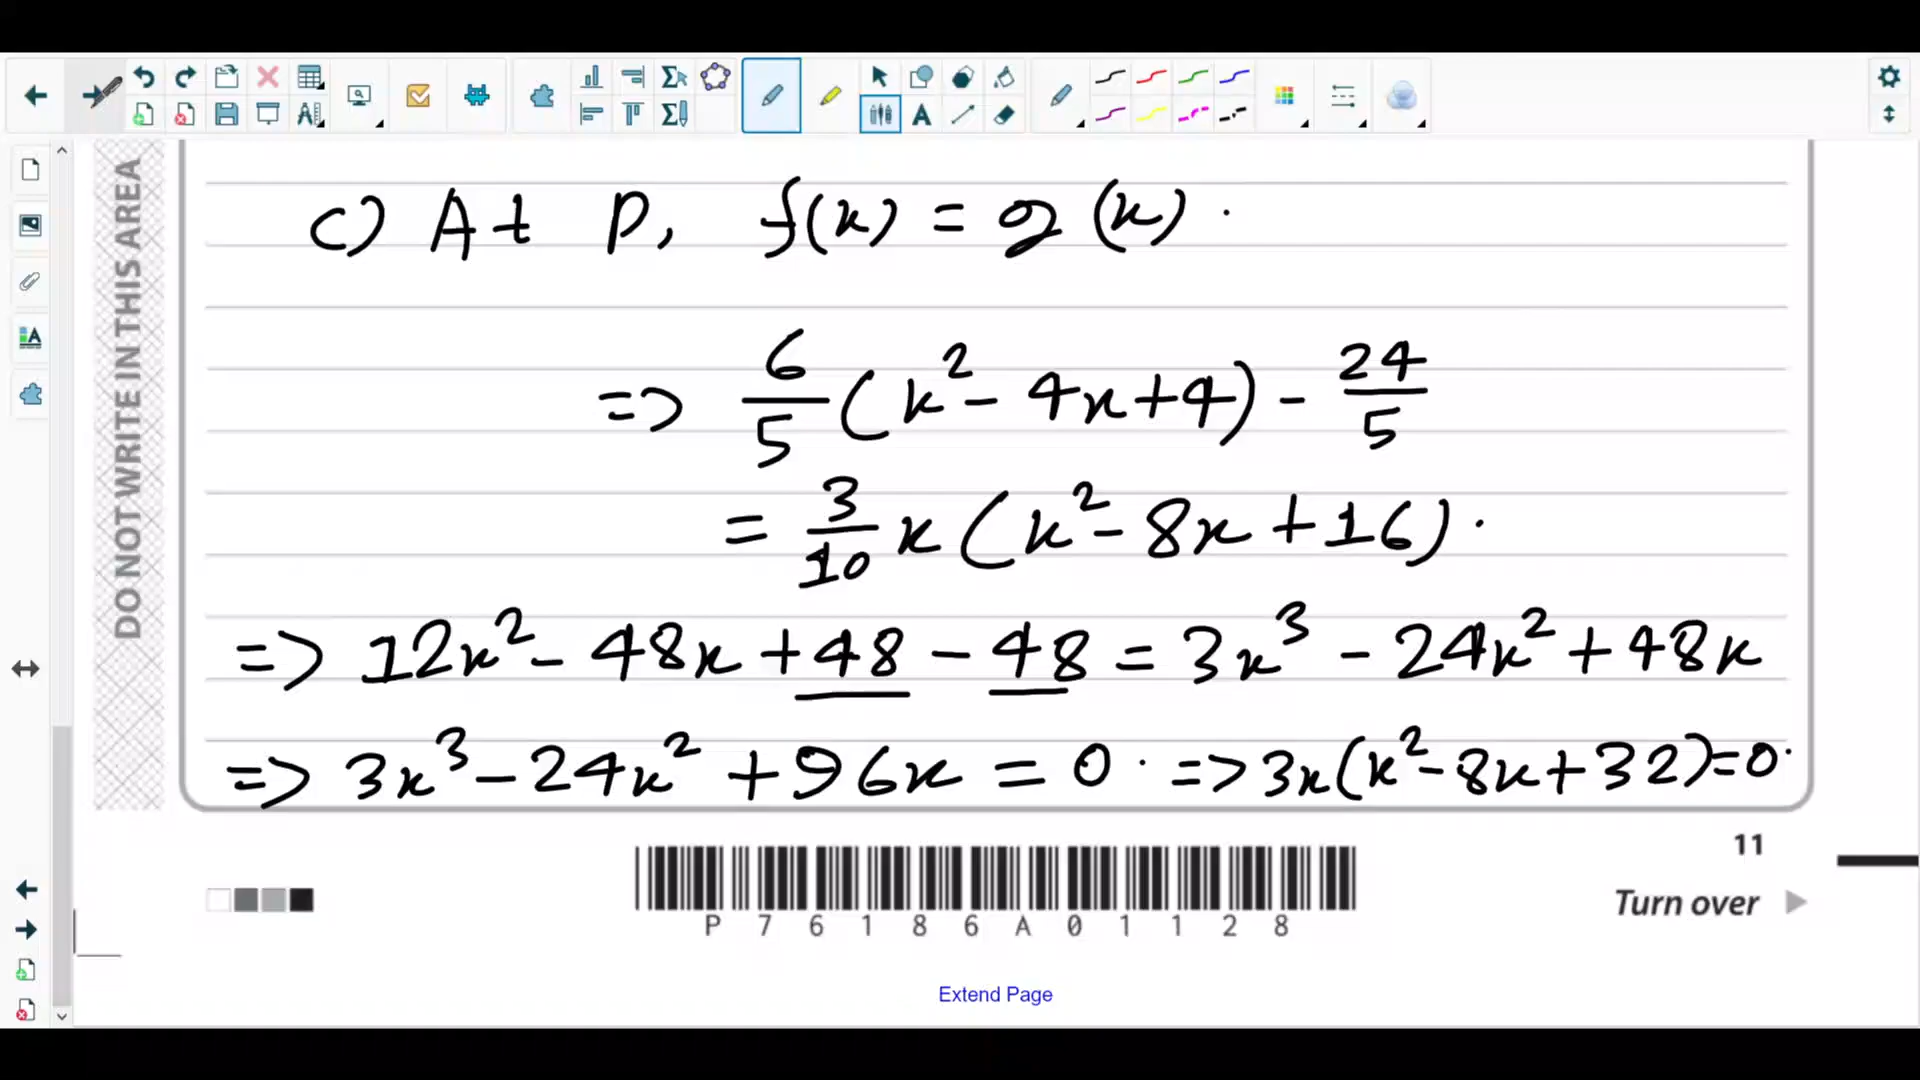 DO NOT WRITE IN THIS AREA
c) At P, f(x) = g(x).
=> 6/5 (x² - 4x + 4) - 24/5
= 3/10 x (x² - 8x + 16).
=> 12x² - 48x + 48 - 48 = 3x³ - 24x² + 48x
=> 3x³ - 24x² + 96x = 0. => 3x(x² - 8x + 32) = 0.
11
P 7 6 1 8 6 A 0 1 1 2 8
Turn over
Extend Page